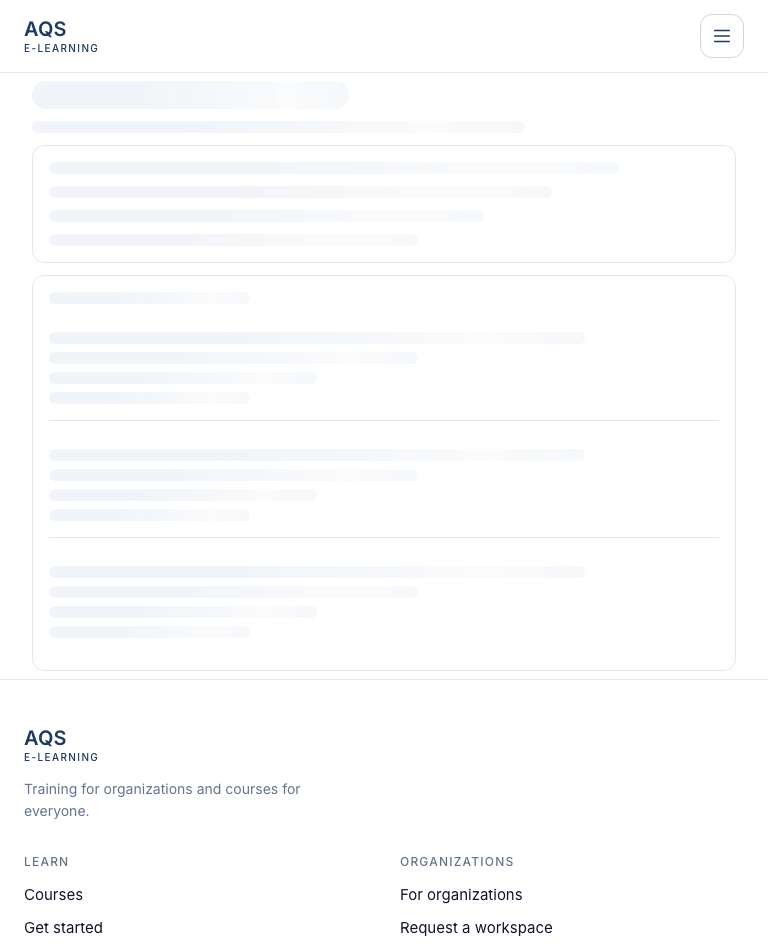 AQS
E-LEARNING
AQS
E-LEARNING
Training for organizations and courses for
everyone.
LEARN
Courses
Get started
ORGANIZATIONS
For organizations
Request a workspace